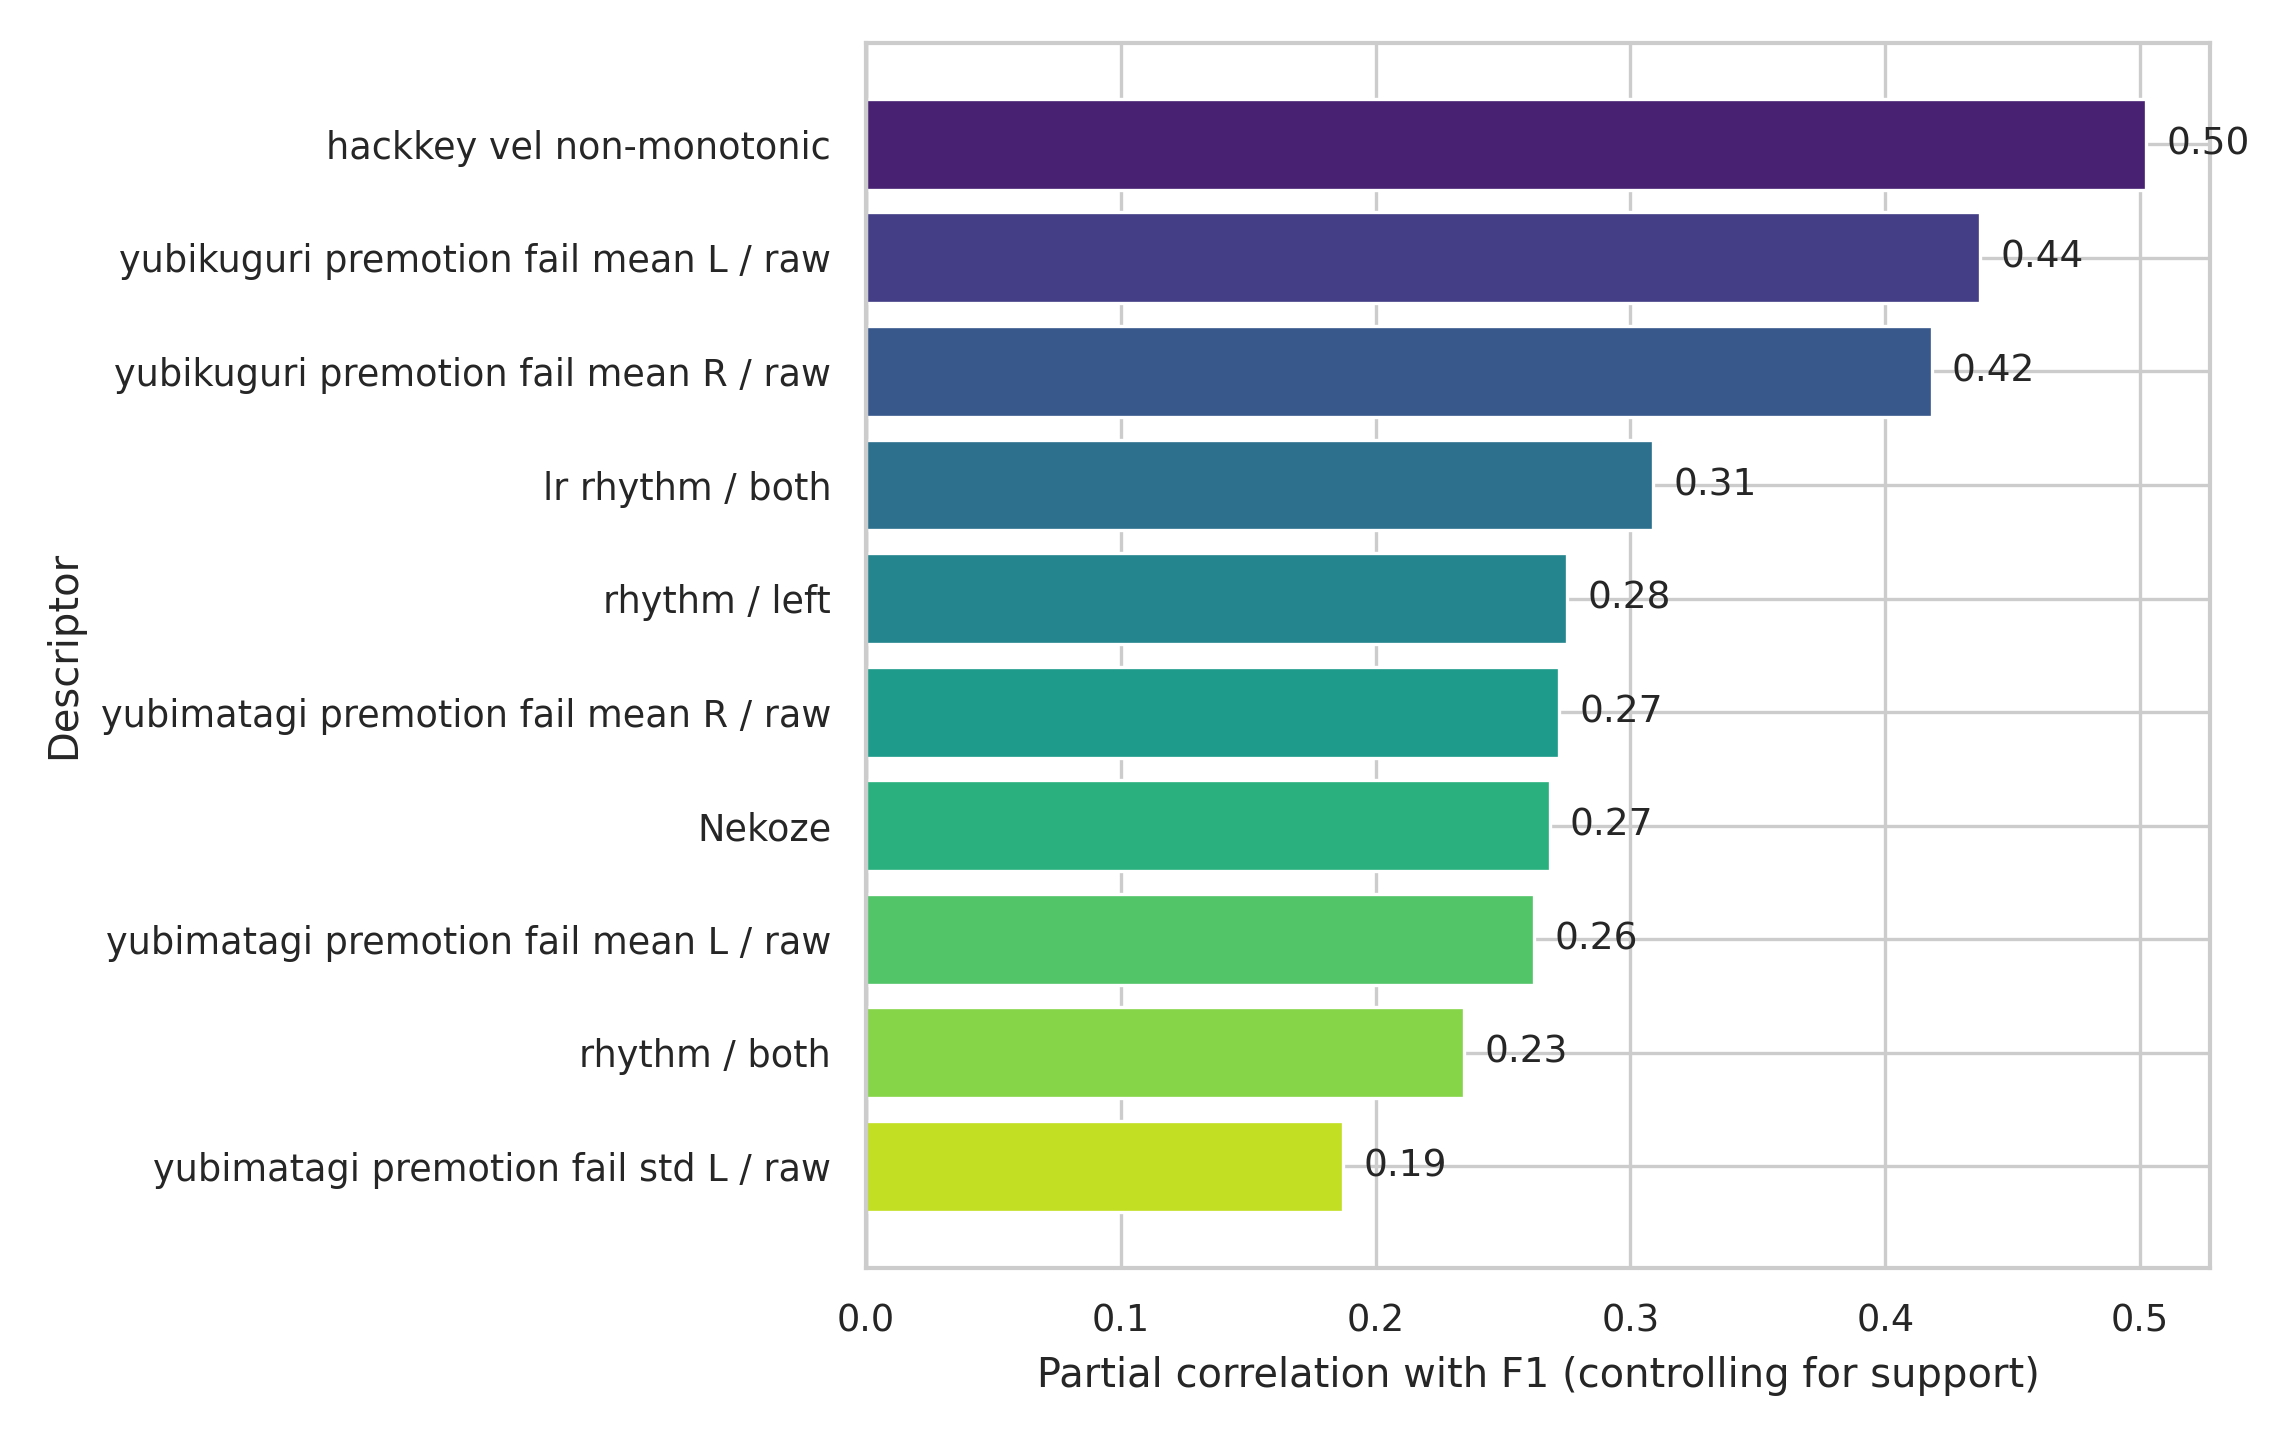 hackkey vel non-monotonic 0.50
yubikuguri premotion fail mean L / raw 0.44
yubikuguri premotion fail mean R / raw 0.42
lr rhythm / both 0.31
rhythm / left 0.28
yubimatagi premotion fail mean R / raw 0.27
Nekoze 0.27
yubimatagi premotion fail mean L / raw 0.26
rhythm / both 0.23
yubimatagi premotion fail std L / raw 0.19
Descriptor
0.0 0.1 0.2 0.3 0.4 0.5
Partial correlation with F1 (controlling for support)